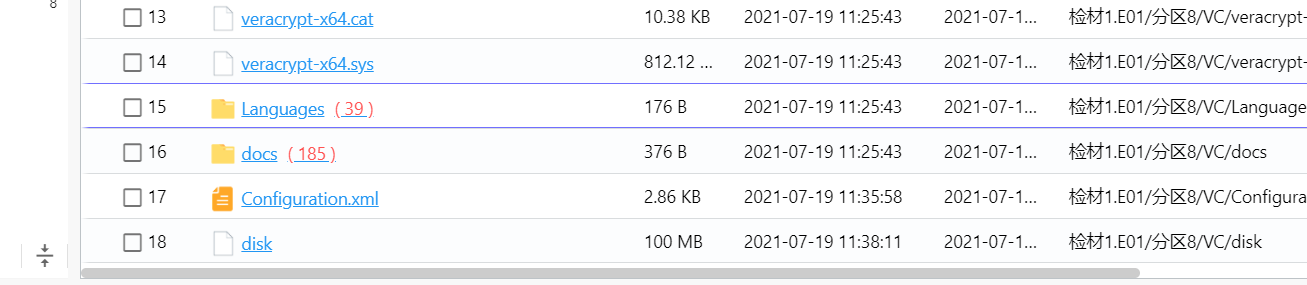 8
13 veracrypt-x64.cat 10.38 KB 2021-07-19 11:25:43 2021-07-1... 检材1.E01/分区8/VC/veracrypt-
14 veracrypt-x64.sys 812.12 ... 2021-07-19 11:25:43 2021-07-1... 检材1.E01/分区8/VC/veracrypt-
15 Languages ( 39 ) 176 B 2021-07-19 11:25:43 2021-07-1... 检材1.E01/分区8/VC/Language
16 docs ( 185 ) 376 B 2021-07-19 11:25:43 2021-07-1... 检材1.E01/分区8/VC/docs
17 Configuration.xml 2.86 KB 2021-07-19 11:35:58 2021-07-1... 检材1.E01/分区8/VC/Configura
18 disk 100 MB 2021-07-19 11:38:11 2021-07-1... 检材1.E01/分区8/VC/disk